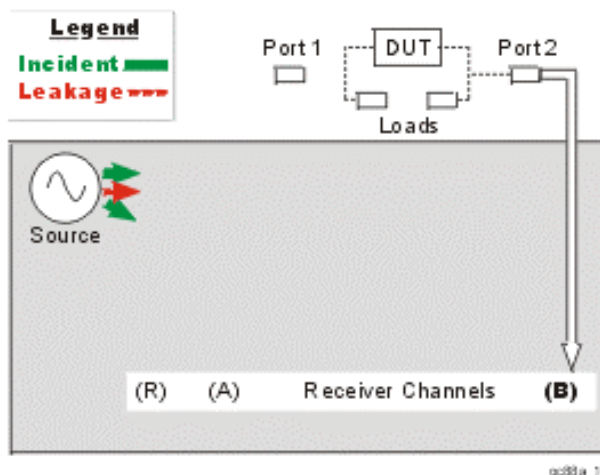 Legend
Incident
Leakage
Port 1
DUT
Port 2
Loads
Source
(R) (A) Receiver Channels (B)